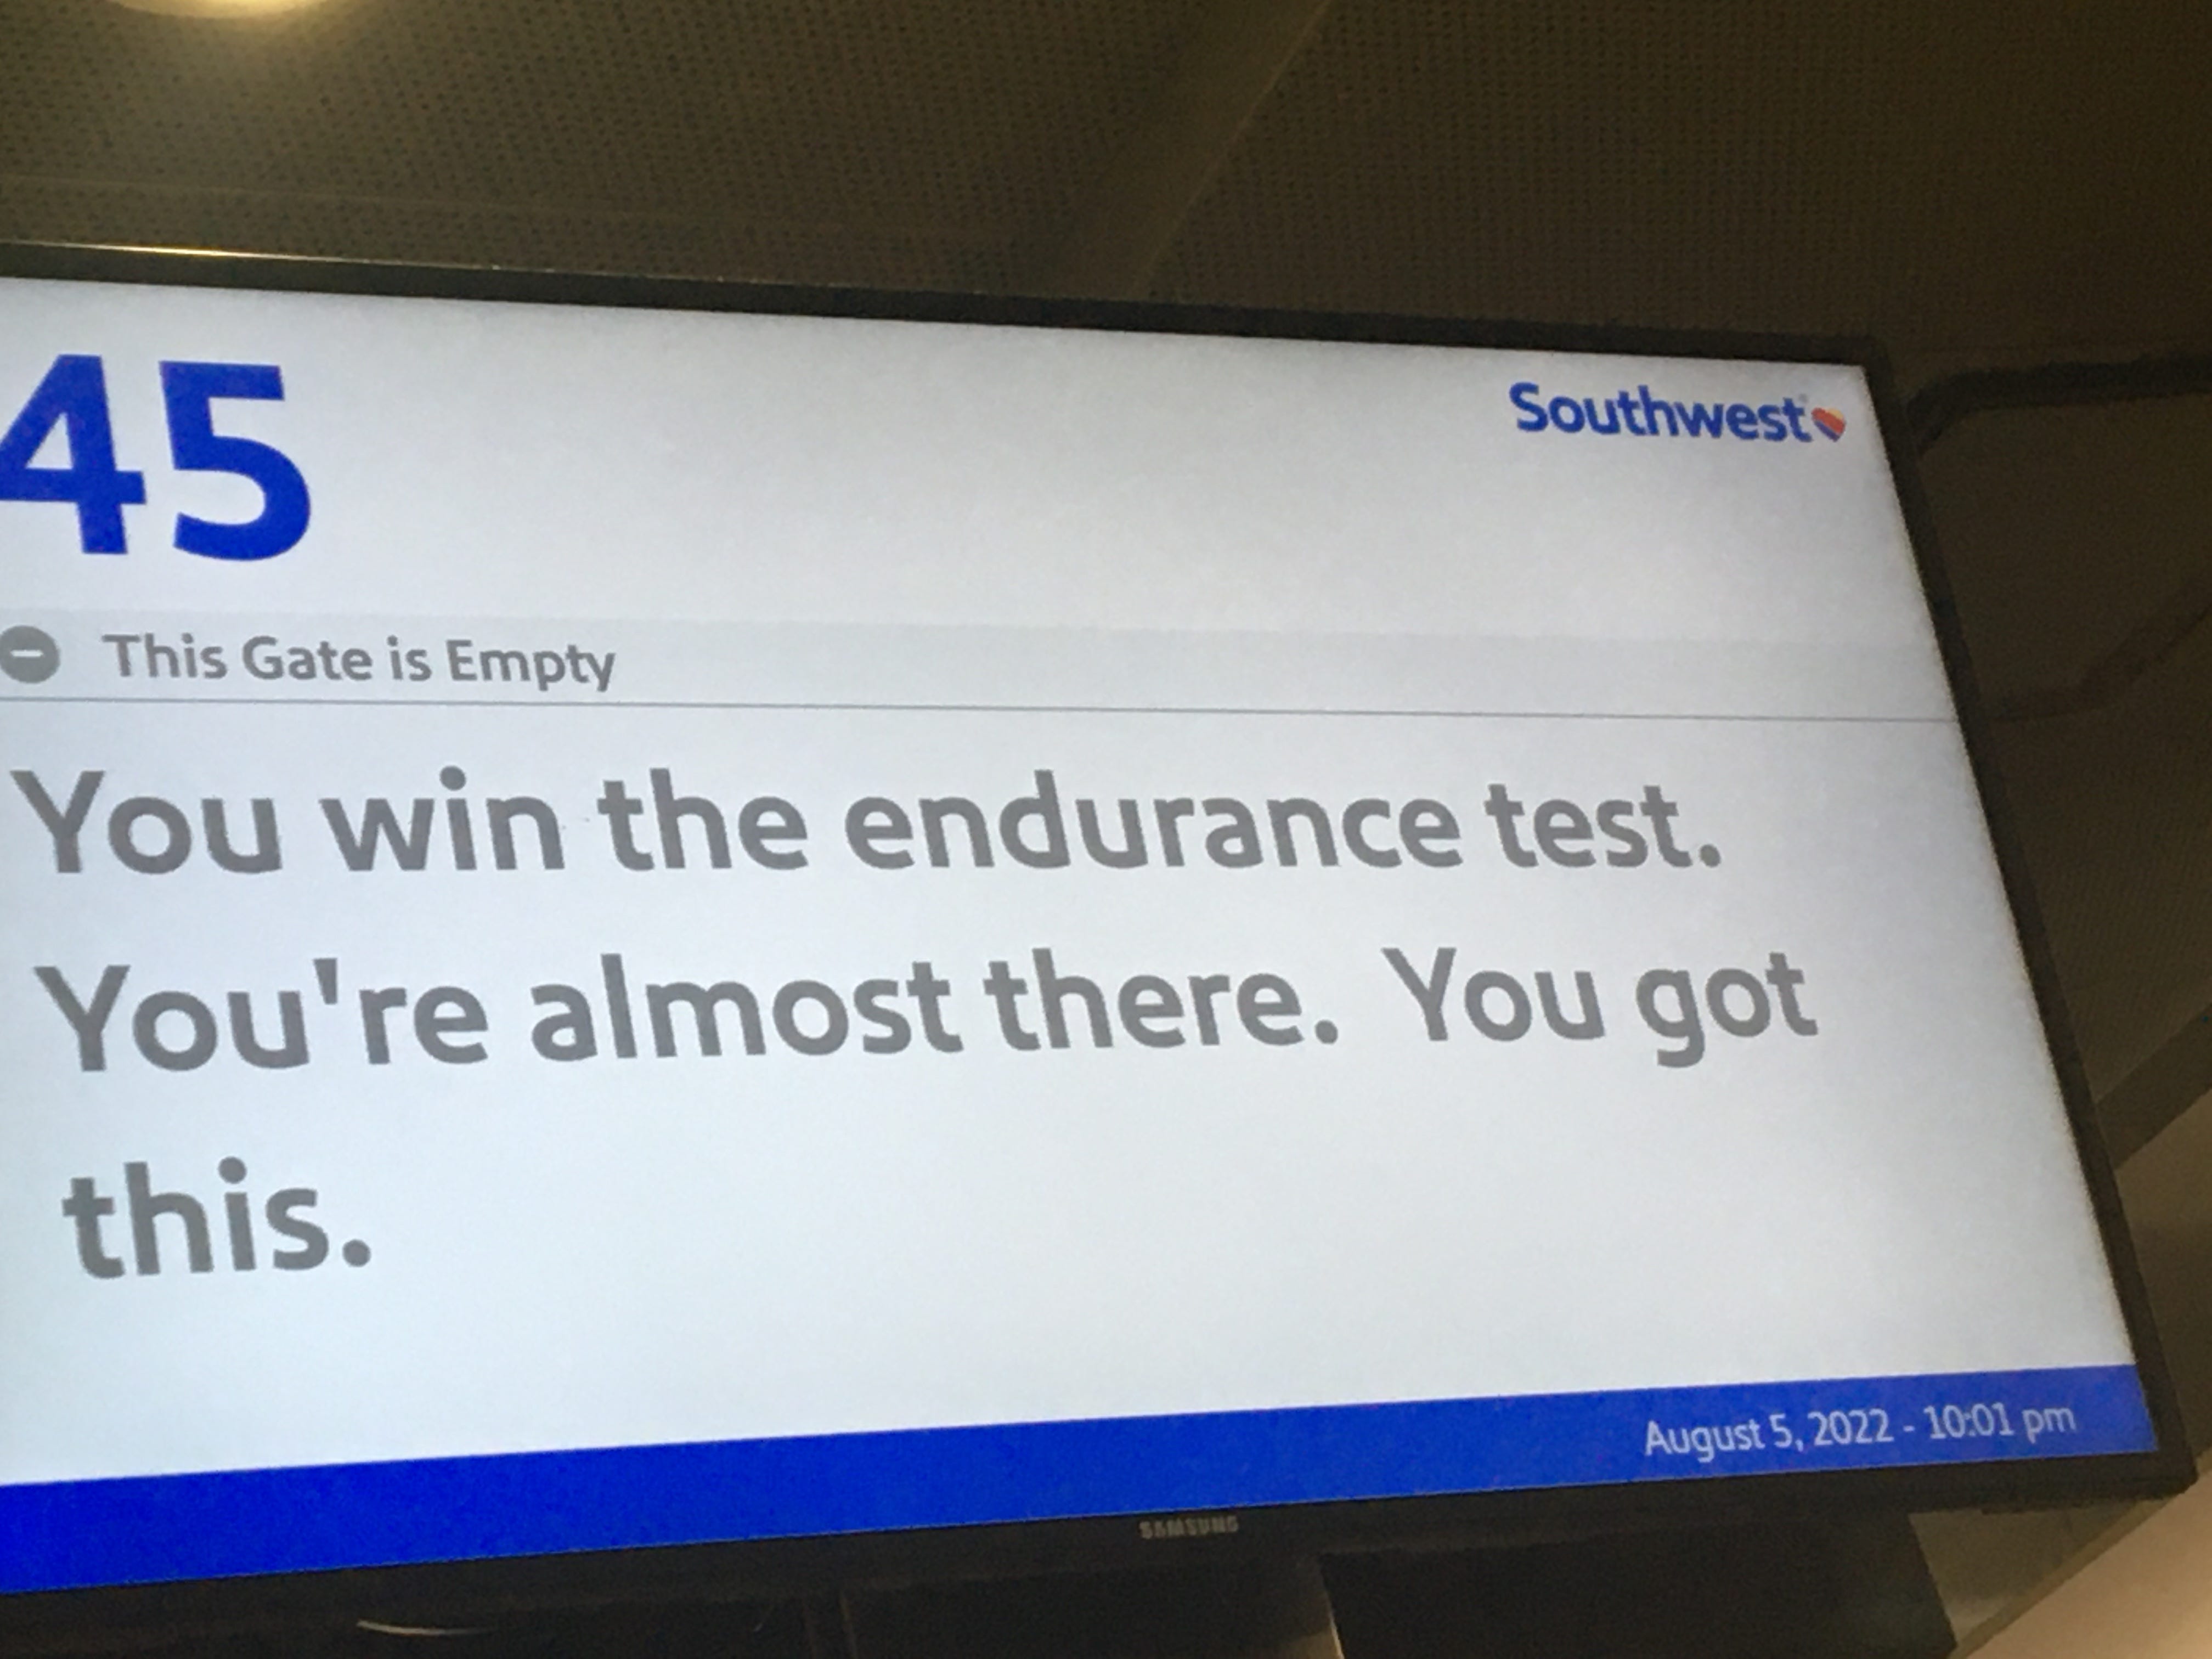 45
Southwest
This Gate is Empty
You win the endurance test.
You're almost there. You got
this.
August 5, 2022 - 10:01 pm
SAMSUNG